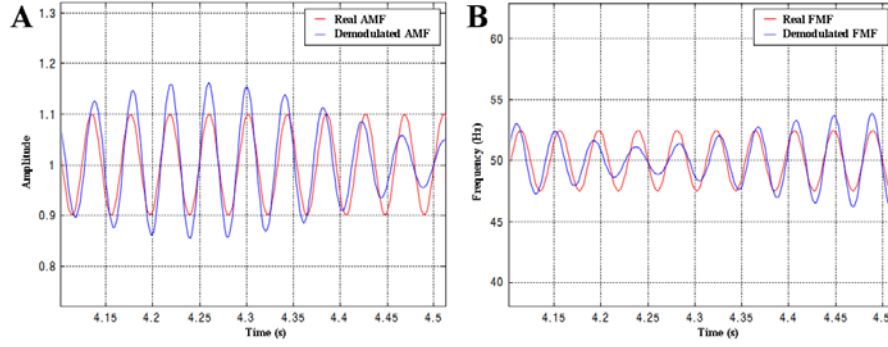 A
1.3
1.2
1.1
1
0.9
0.8
Amplitude
Real AMF
Demodulated AMF
4.15
4.2
4.25
4.3
4.35
4.4
4.45
4.5
Time (s)
B
60
55
50
45
40
Frequency (Hz)
Real FMF
Demodulated FMF
4.15
4.2
4.25
4.3
4.35
4.4
4.45
4.5
Time (s)